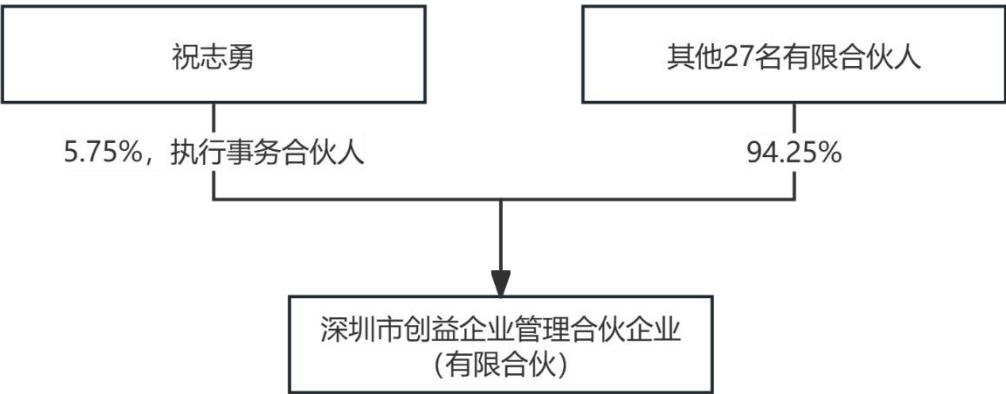 祝志勇
其他27名有限合伙人
5.75%，执行事务合伙人
94.25%
深圳市创益企业管理合伙企业
（有限合伙）